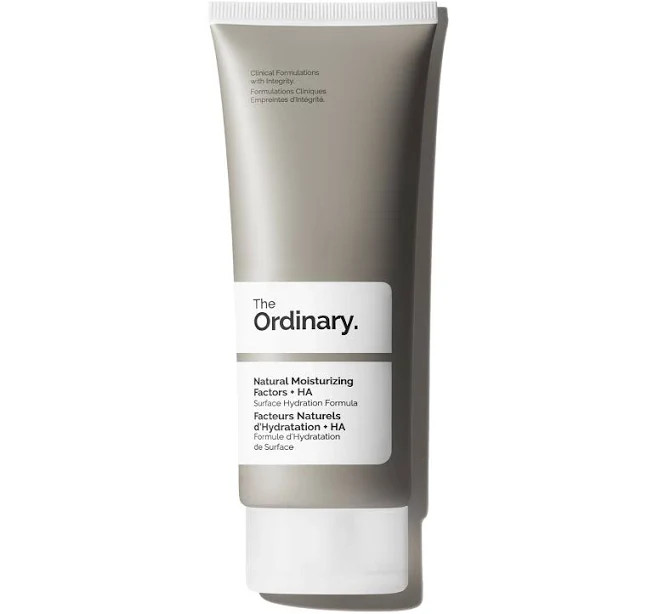 Clinical Formulations
with Integrity.
Formulations Cliniques
Empreintes d'Intégrité.
The
Ordinary.
Natural Moisturizing
Factors + HA
Surface Hydration Formula
Facteurs Naturels
d'Hydratation + HA
Formule d'Hydratation
de Surface